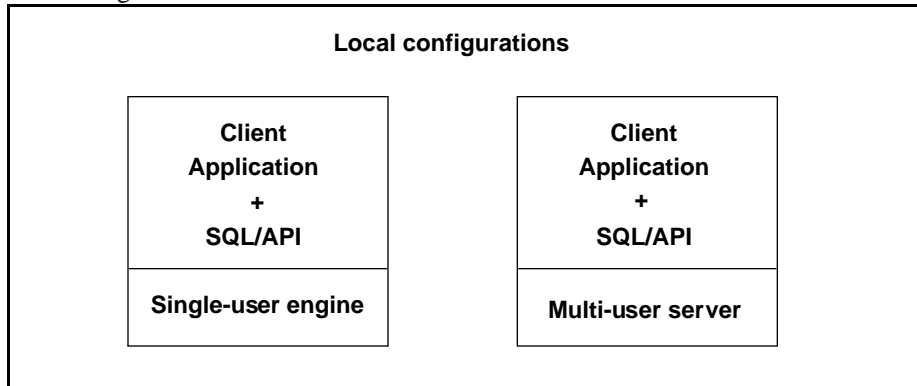 Local configurations
Client
Application
+
SQL/API
Single-user engine
Client
Application
+
SQL/API
Multi-user server